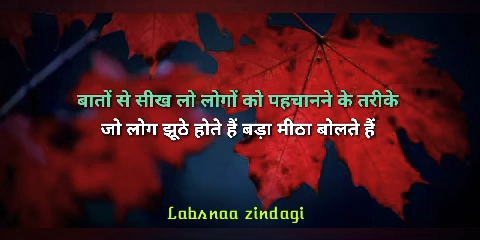 बातों से सीख लो लोगों को पहचानने के तरीके
जो लोग झूठे होते हैं बड़ा मीठा बोलते हैं
Labsnaa zindagi